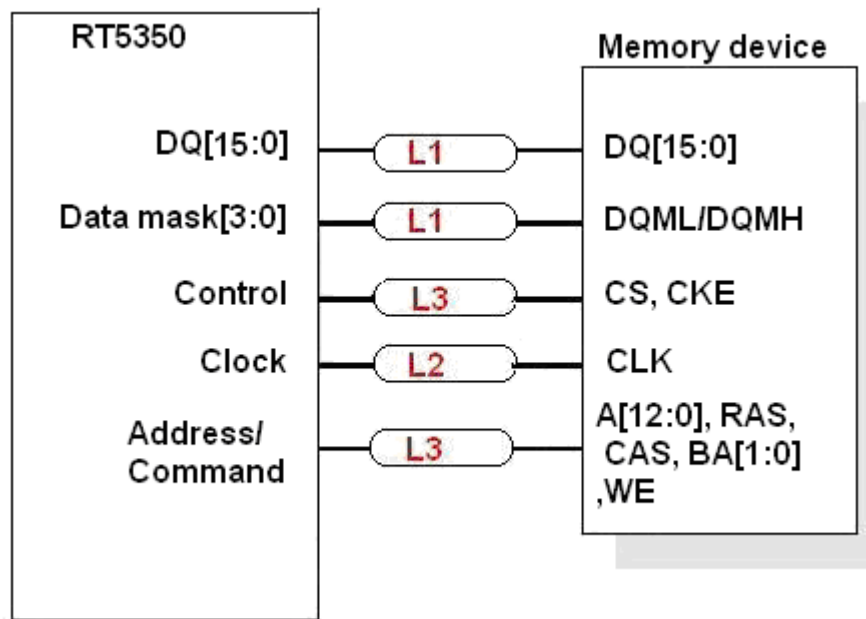 RT5350
Memory device
DQ[15:0]
L1
DQ[15:0]
Data mask[3:0]
L1
DQML/DQMH
Control
L3
CS, CKE
Clock
L2
CLK
Address/
Command
L3
A[12:0], RAS,
CAS, BA[1:0]
,WE